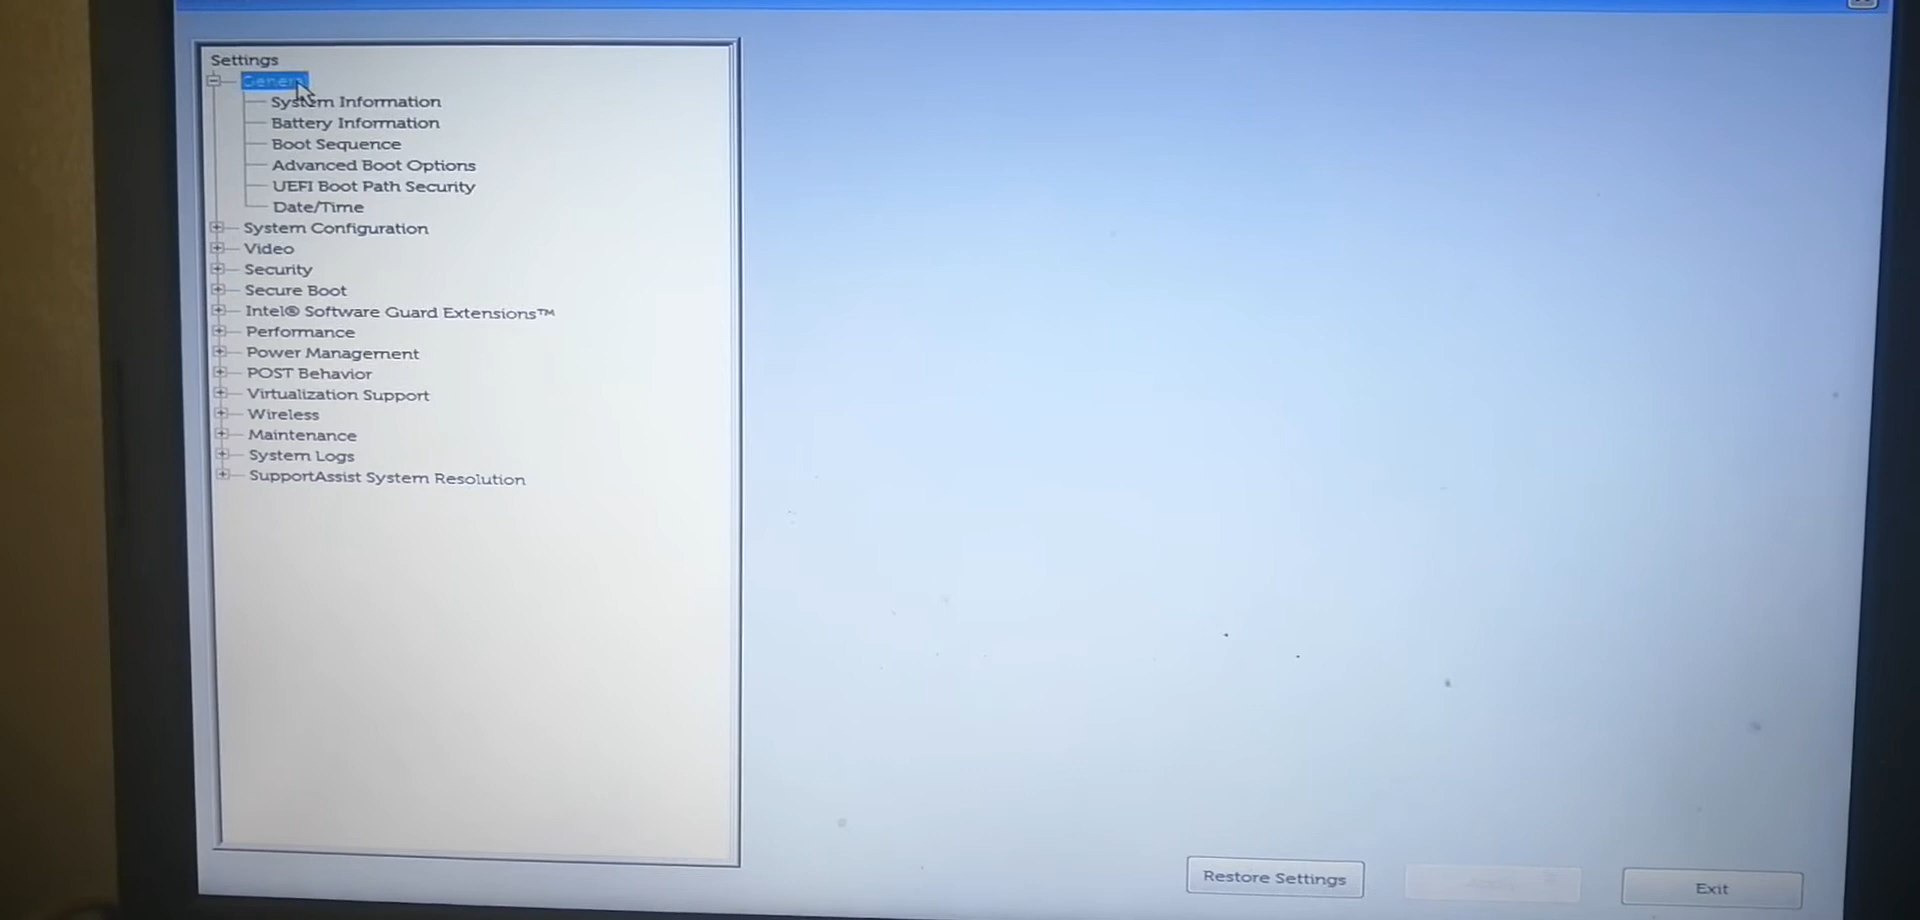 Settings
General
System Information
Battery Information
Boot Sequence
Advanced Boot Options
UEFI Boot Path Security
Date/Time
System Configuration
Video
Security
Secure Boot
Intel® Software Guard Extensions™
Performance
Power Management
POST Behavior
Virtualization Support
Wireless
Maintenance
System Logs
SupportAssist System Resolution
Restore Settings
Exit